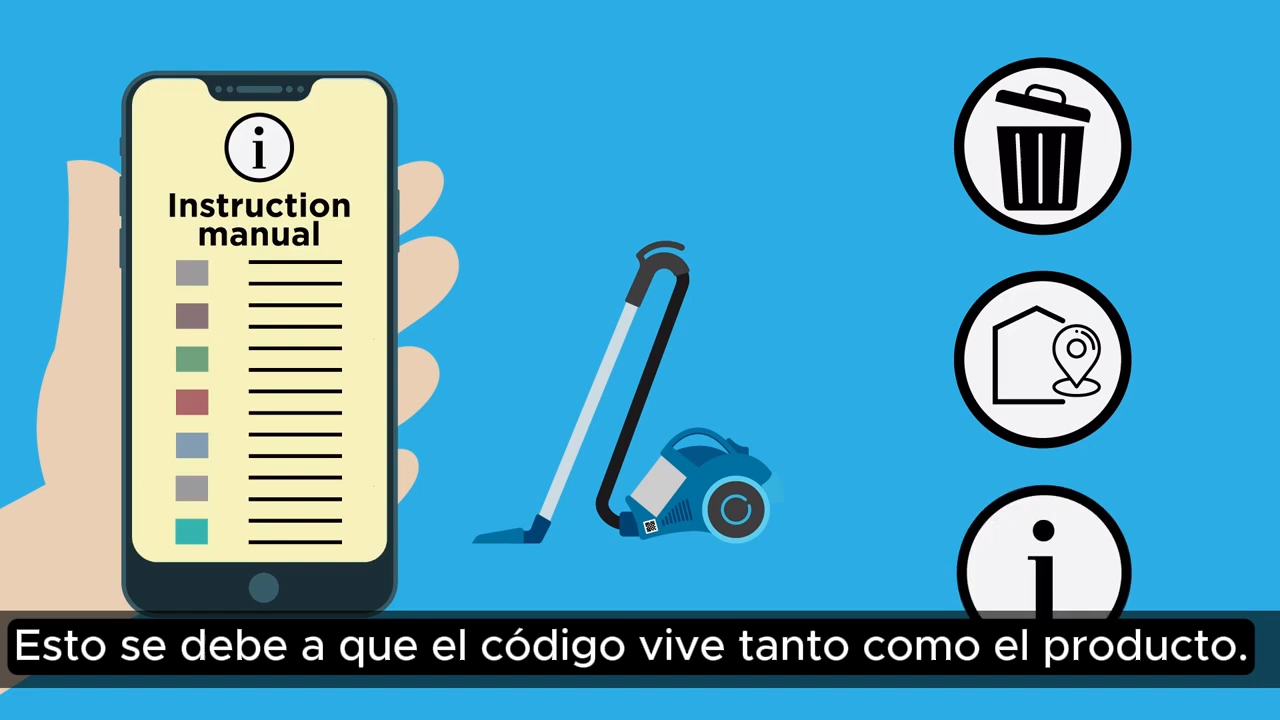 i
Instruction
manual
i
Esto se debe a que el código vive tanto como el producto.